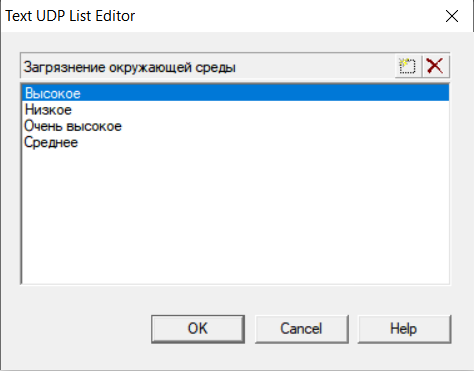 Text UDP List Editor
Загрязнение окружающей среды
Высокое
Низкое
Очень высокое
Среднее
OK Cancel Help